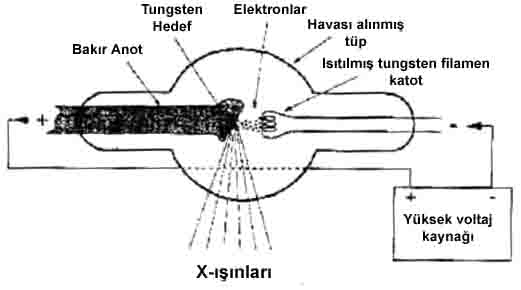 Tungsten
Hedef
Elektronlar
Havası alınmış
tüp
Bakır Anot
Isıtılmış tungsten filamen
katot
+
-
+ -
Yüksek voltaj
kaynağı
X-ışınları